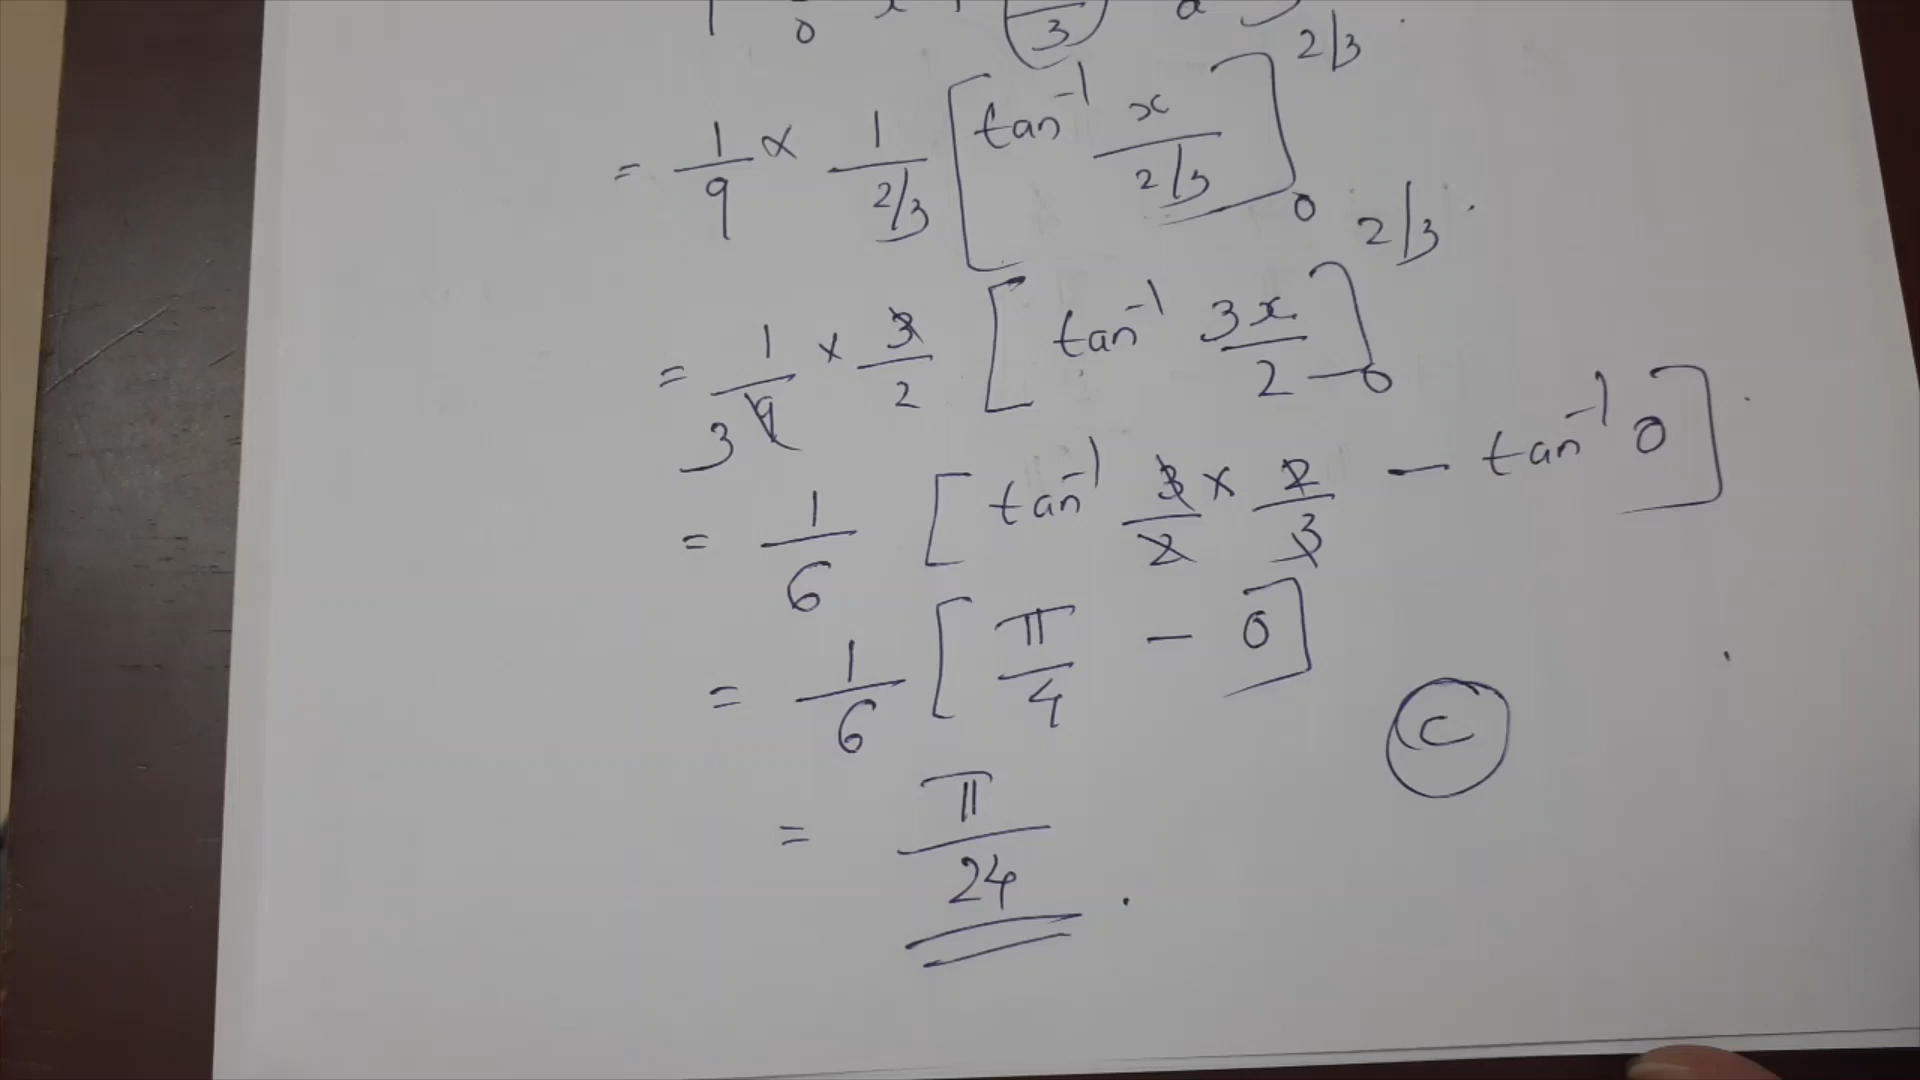 = 1/9 × 1/(2/3) [tan⁻¹ x/(2/3)]₀^2/3
= 1/9 × 3/2 [tan⁻¹ 3x/2]₀^2/3
3
= 1/6 [tan⁻¹ 3/2 × 2/3 − tan⁻¹ 0]
= 1/6 [π/4 − 0]
C
= π/24